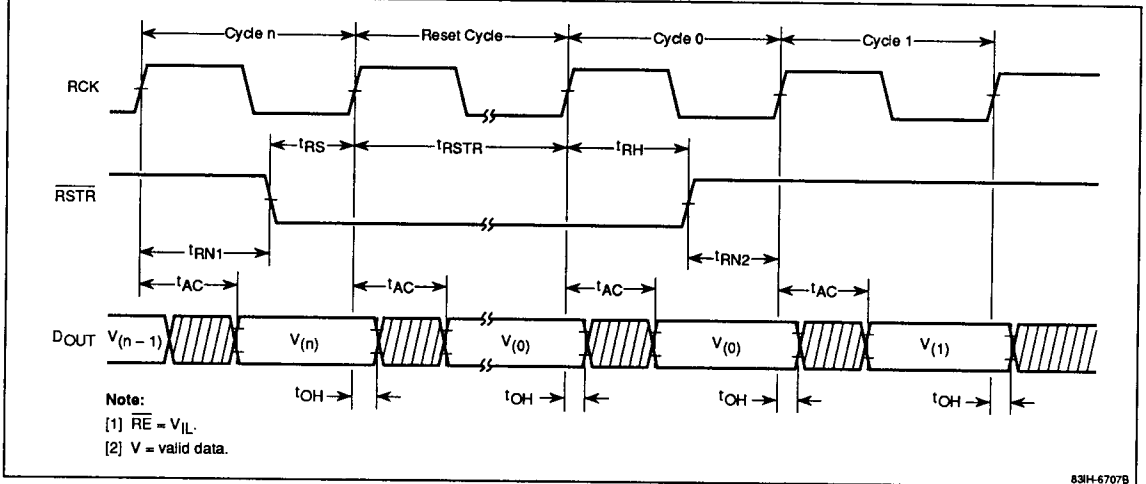 Cycle n Reset Cycle Cycle 0 Cycle 1
RCK
tRS tRSTR tRH
RSTR
tRN1 tRN2
tAC tAC tAC tAC
DOUT V(n – 1) V(n) V(0) V(0) V(1)
tOH tOH tOH tOH
Note:
[1] RE = VIL.
[2] V = valid data.
83IH-6707B